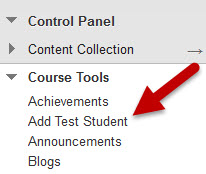 Control Panel
Content Collection
Course Tools
Achievements
Add Test Student
Announcements
Blogs